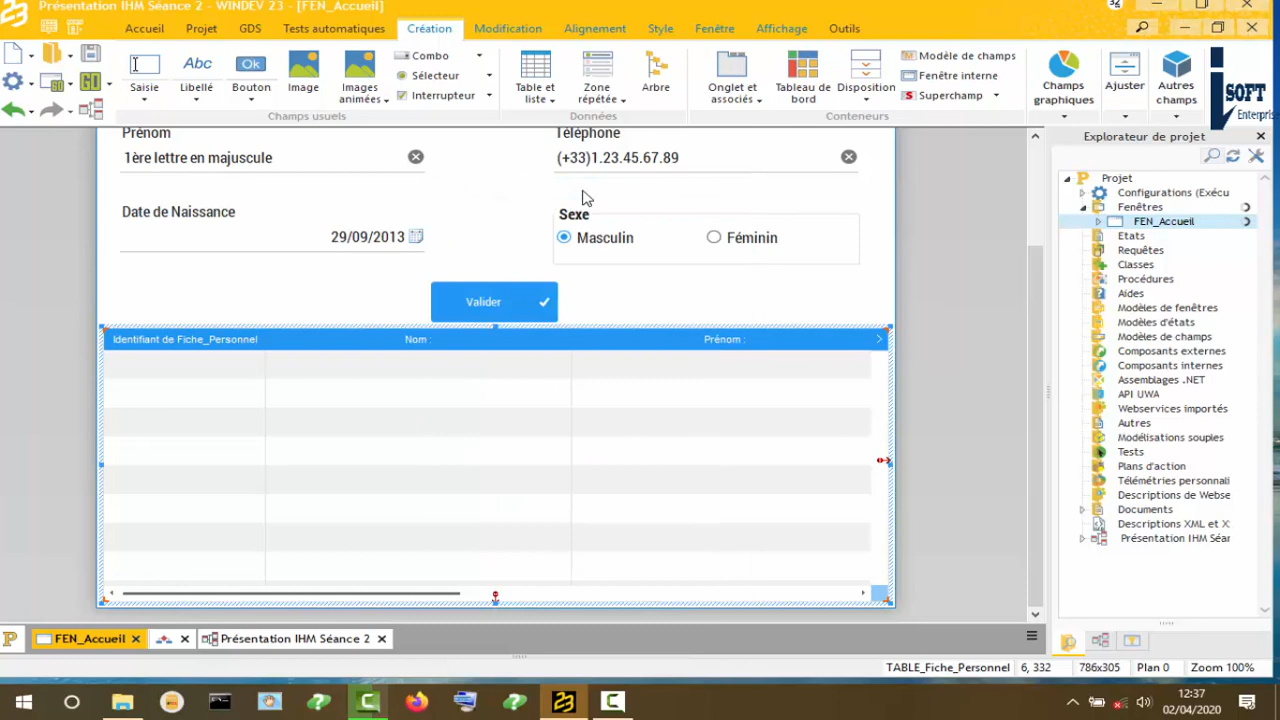 Présentation IHM Séance 2 - WINDEV 23 - [FEN_Accueil]
Accueil Projet GDS Tests automatiques Création Modification Alignement Style Fenêtre Affichage Outils
Saisie
Abc
Libellé
Ok
Bouton
Image
Images animées
Combo
Sélecteur
Interrupteur
Table et liste
Zone répétée
Arbre
Onglet et associés
Tableau de bord
Disposition
Modèle de champs
Fenêtre interne
Superchamp
Champs graphiques
Ajuster
Autres champs
Champs usuels
Données
Conteneurs
SOFT
Enterprise
Prénom
Téléphone
1ère lettre en majuscule
(+33)1.23.45.67.89
Date de Naissance
29/09/2013
Sexe
Masculin
Féminin
Valider
Identifiant de Fiche_Personnel
Nom :
Prénom :
Explorateur de projet
Projet
Configurations (Exécu
Fenêtres
FEN_Accueil
Etats
Requêtes
Classes
Procédures
Aides
Modèles de fenêtres
Modèles d'états
Modèles de champs
Composants externes
Composants internes
Assemblages .NET
API UWA
Webservices importés
Autres
Modélisations souples
Tests
Plans d'action
Télémétries personnali
Descriptions de Webse
Documents
Descriptions XML et X
Présentation IHM Séan
FEN_Accueil
Présentation IHM Séance 2
TABLE_Fiche_Personnel 6, 332 786x305 Plan 0 Zoom 100%
12:37
02/04/2020